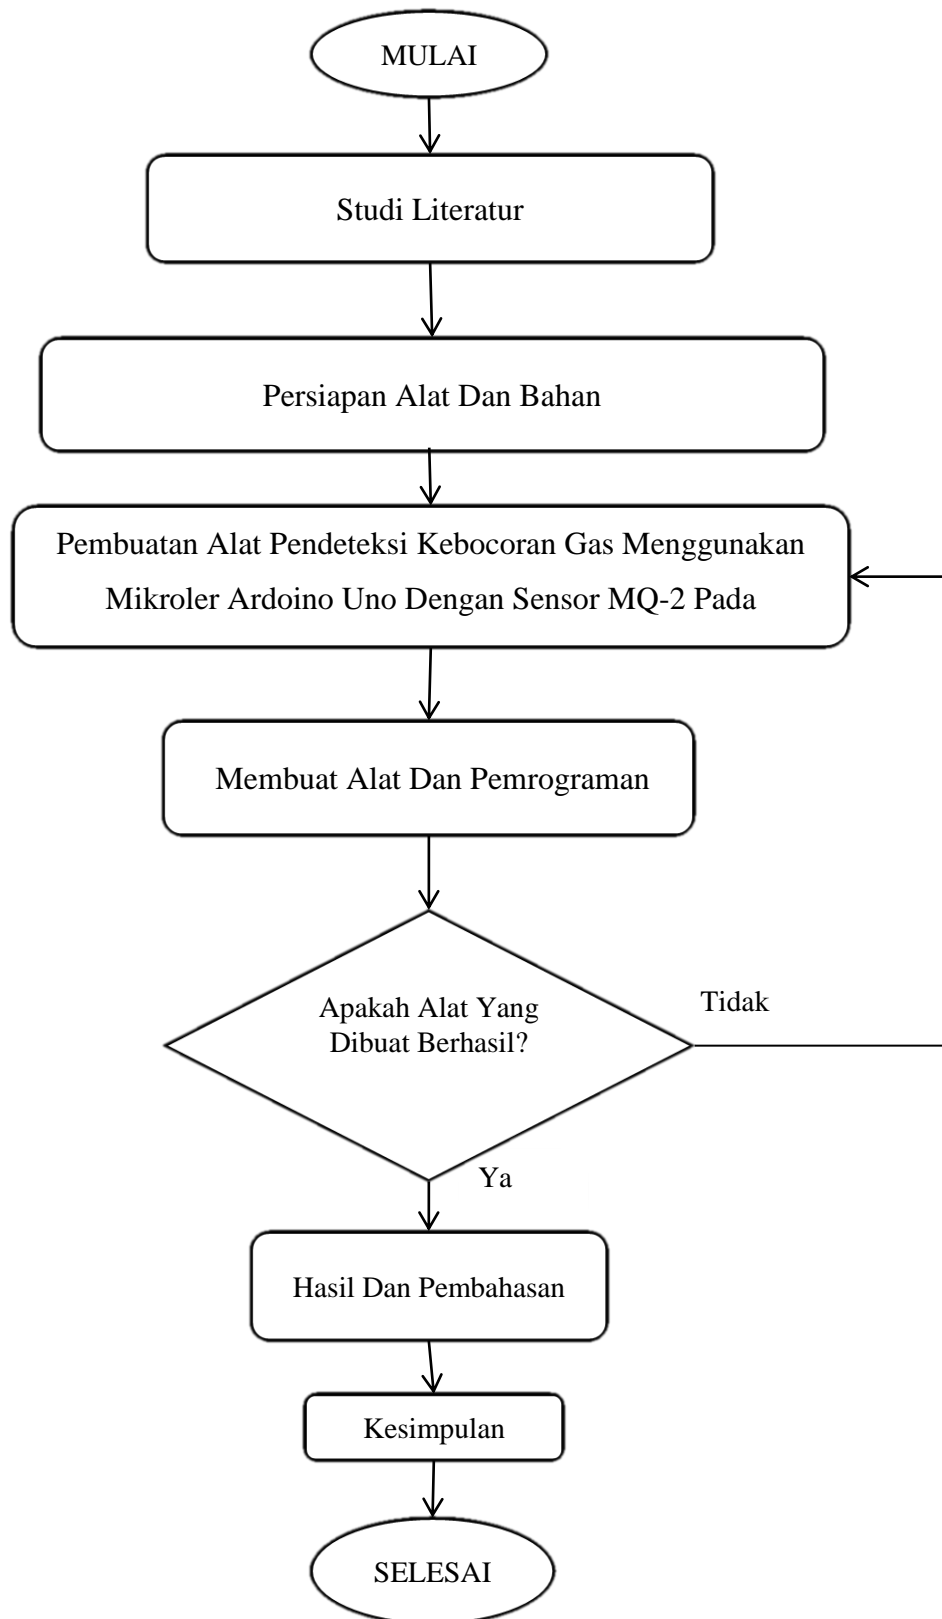 MULAI
Studi Literatur
Persiapan Alat Dan Bahan
Pembuatan Alat Pendeteksi Kebocoran Gas Menggunakan
Mikroler Ardoino Uno Dengan Sensor MQ-2 Pada
Membuat Alat Dan Pemrograman
Apakah Alat Yang
Dibuat Berhasil?
Tidak
Ya
Hasil Dan Pembahasan
Kesimpulan
SELESAI